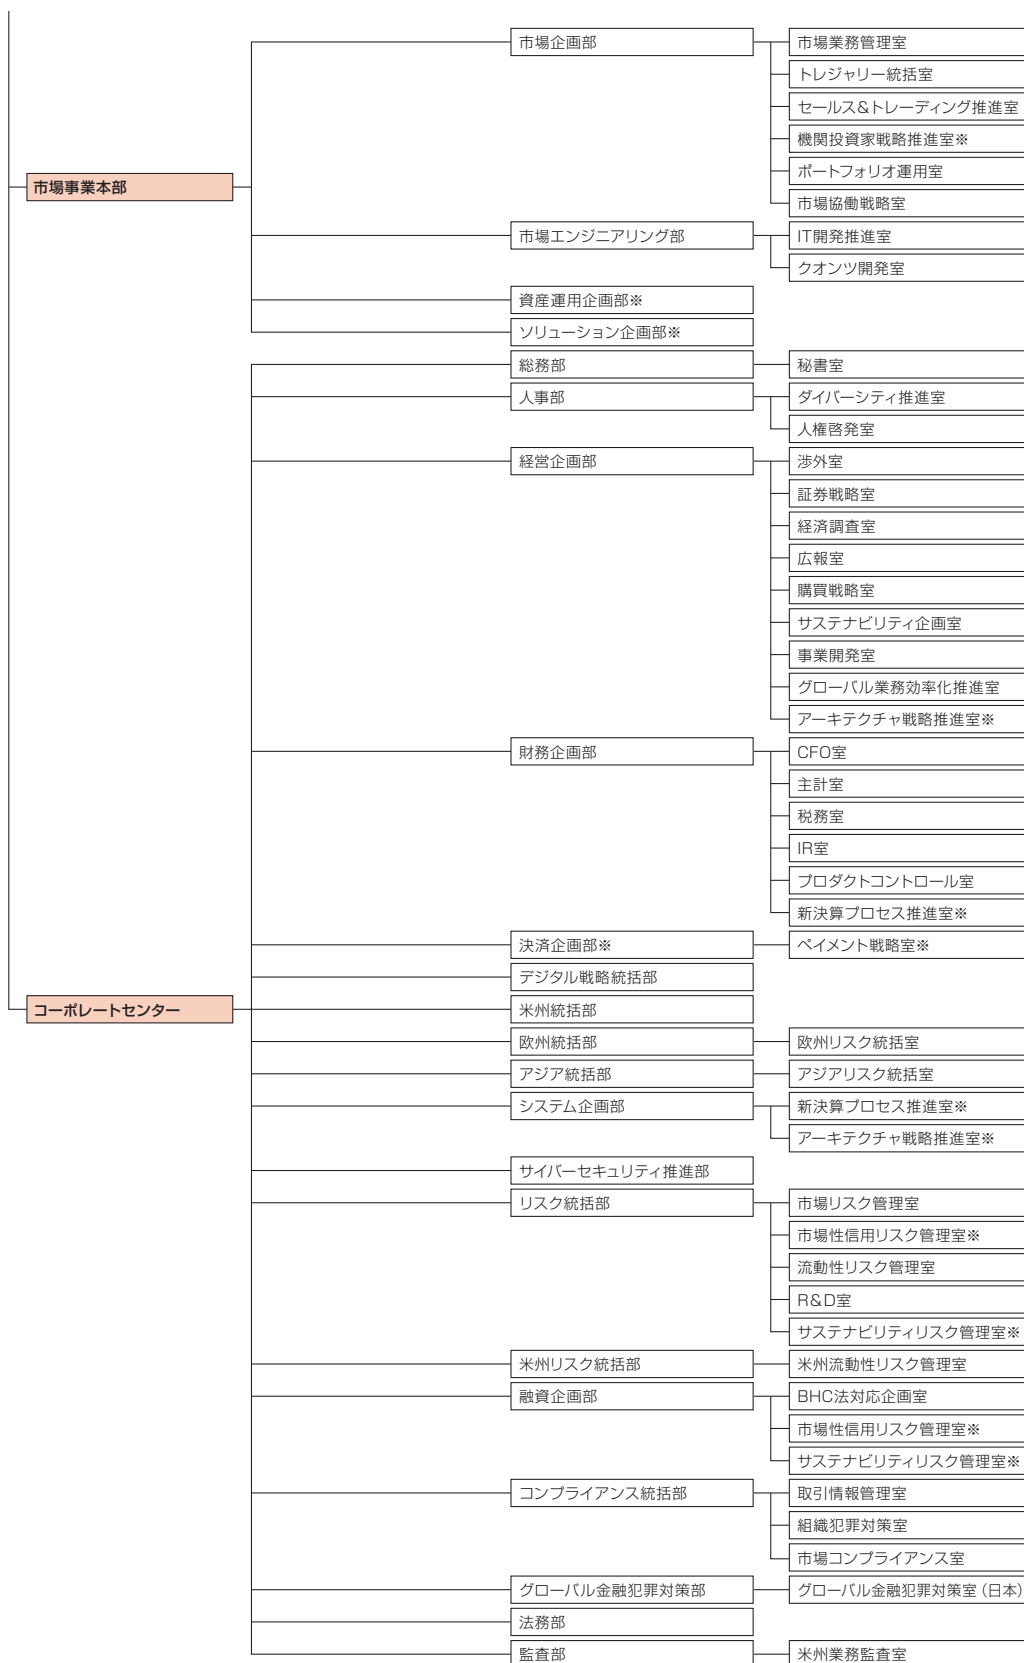 市場事業本部
市場企画部
市場業務管理室
トレジャリー統括室
セールス&トレーディング推進室
機関投資家戦略推進室※
ポートフォリオ運用室
市場協働戦略室
市場エンジニアリング部
IT開発推進室
クオンツ開発室
資産運用企画部※
ソリューション企画部※
コーポレートセンター
総務部
秘書室
人事部
ダイバーシティ推進室
人権啓発室
経営企画部
渉外室
証券戦略室
経済調査室
広報室
購買戦略室
サステナビリティ企画室
事業開発室
グローバル業務効率化推進室
アーキテクチャ戦略推進室※
財務企画部
CFO室
主計室
税務室
IR室
プロダクトコントロール室
新決算プロセス推進室※
決済企画部※
ペイメント戦略室※
デジタル戦略統括部
米州統括部
欧州統括部
欧州リスク統括室
アジア統括部
アジアリスク統括室
システム企画部
新決算プロセス推進室※
アーキテクチャ戦略推進室※
サイバーセキュリティ推進部
リスク統括部
市場リスク管理室
市場性信用リスク管理室※
流動性リスク管理室
R&D室
サステナビリティリスク管理室※
米州リスク統括部
米州流動性リスク管理室
融資企画部
BHC法対応企画室
市場性信用リスク管理室※
サステナビリティリスク管理室※
コンプライアンス統括部
取引情報管理室
組織犯罪対策室
市場コンプライアンス室
グローバル金融犯罪対策部
グローバル金融犯罪対策室(日本)
法務部
監査部
米州業務監査室